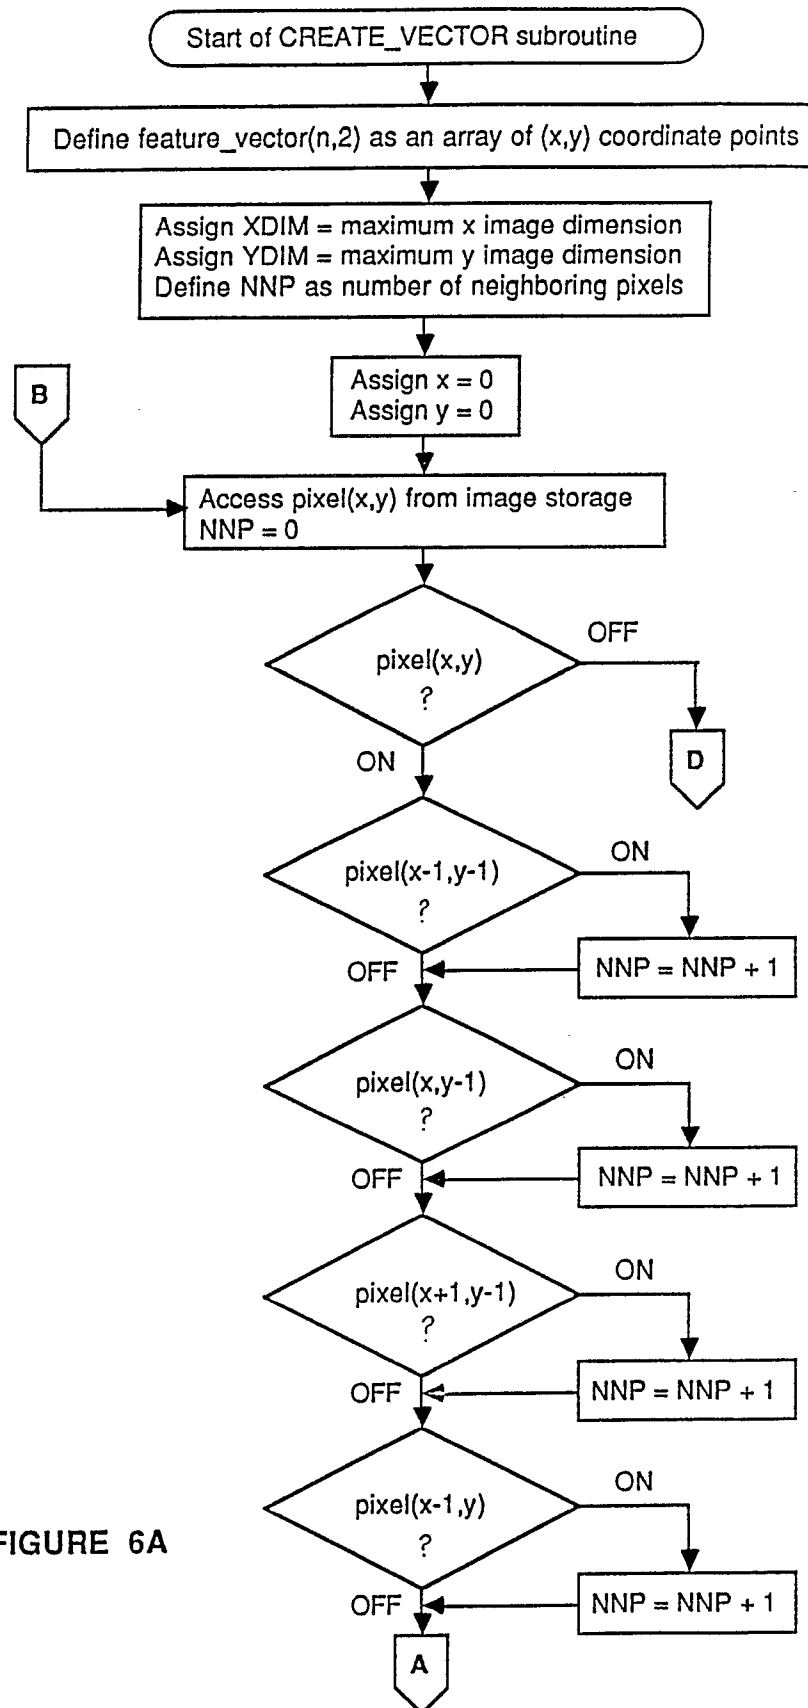 Start of CREATE_VECTOR subroutine
Define feature_vector(n,2) as an array of (x,y) coordinate points
Assign XDIM = maximum x image dimension
Assign YDIM = maximum y image dimension
Define NNP as number of neighboring pixels
Assign x = 0
Assign y = 0
B
Access pixel(x,y) from image storage
NNP = 0
pixel(x,y)
?
OFF
D
ON
pixel(x-1,y-1)
?
ON
NNP = NNP + 1
OFF
pixel(x,y-1)
?
ON
NNP = NNP + 1
OFF
pixel(x+1,y-1)
?
ON
NNP = NNP + 1
OFF
pixel(x-1,y)
?
ON
NNP = NNP + 1
OFF
A
FIGURE 6A